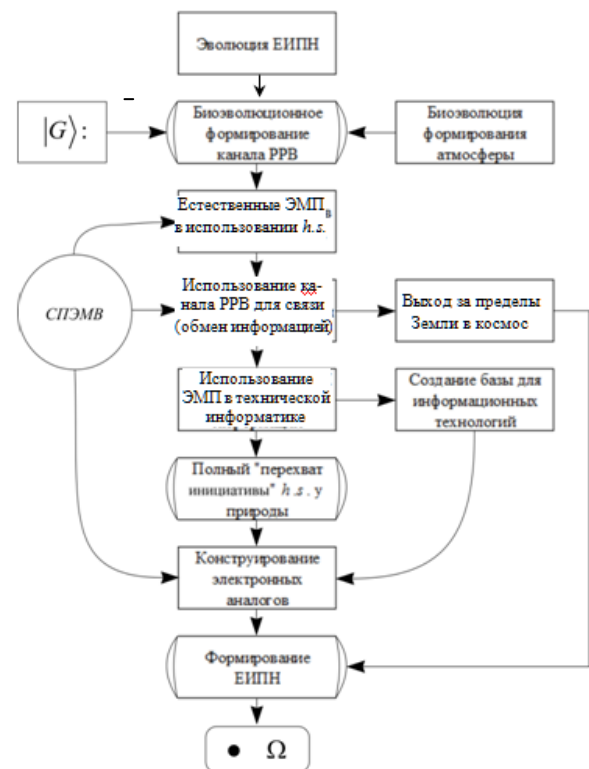 Эволюция ЕИПН
–
|G⟩:
Биоэволюционное
формирование
канала РРВ
Биоэволюция
формирования
атмосферы
Естественные ЭМП
в
в использовании h.s.
СПЭМВ
Использование ка-
нала РРВ для связи
(обмен информацией)
Выход за пределы
Земли в космос
Использование
ЭМП в технической
информатике
Создание базы для
информационных
технологий
Полный "перехват
инициативы" h.s. у
природы
Конструирование
электронных
аналогов
Формирование
ЕИПН
● Ω